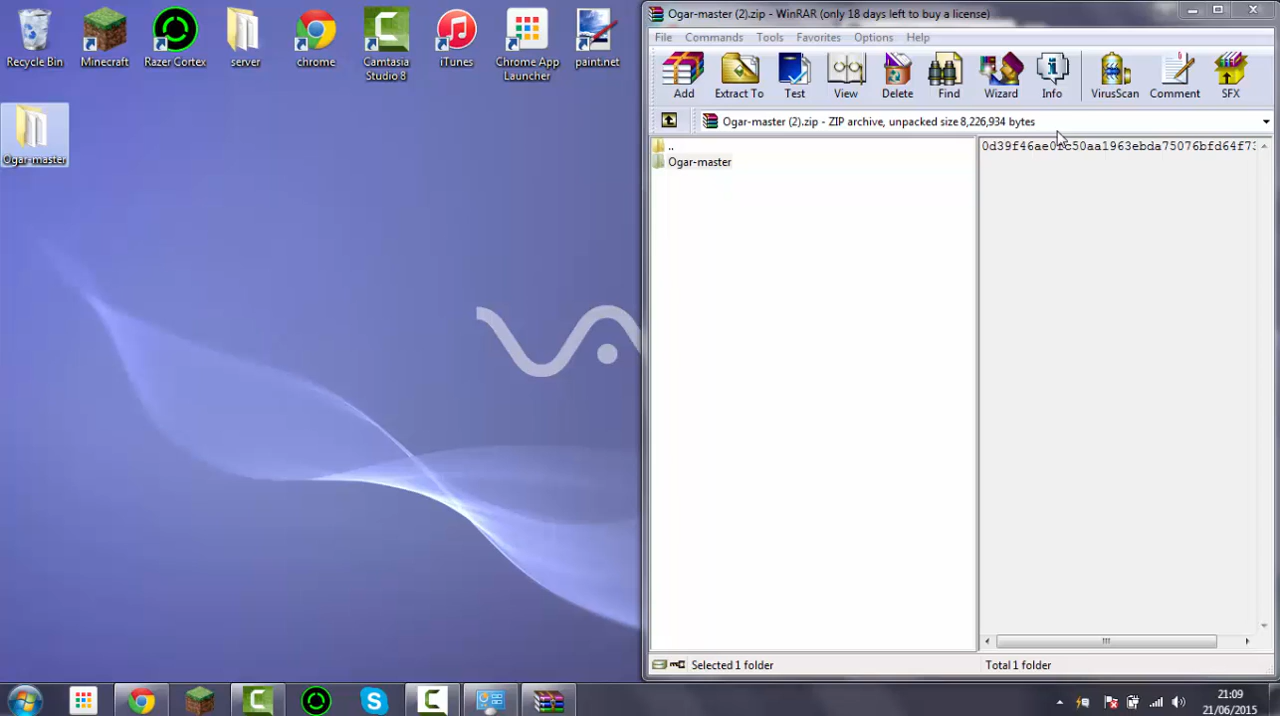 Recycle Bin
Minecraft
Razer Cortex
server
chrome
Camtasia
Studio 8
iTunes
Chrome App
Launcher
paint.net
Ogar-master
Ogar-master (2).zip - WinRAR (only 18 days left to buy a license)
File Commands Tools Favorites Options Help
Add Extract To Test View Delete Find Wizard Info VirusScan Comment SFX
Ogar-master (2).zip - ZIP archive, unpacked size 8,226,934 bytes
..
Ogar-master
Selected 1 folder
Total 1 folder
21:09
21/06/2015